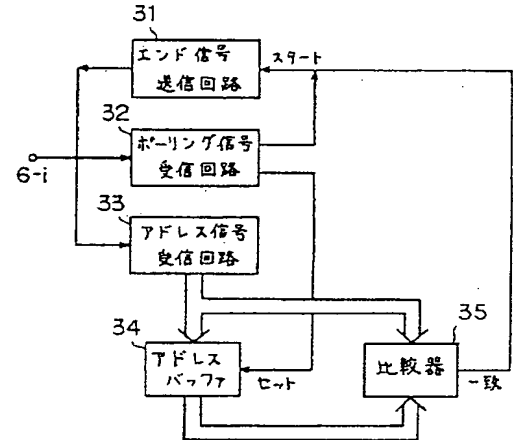 31
エンド信号
送信回路
スタート
32
ポーリング信号
受信回路
6-i
33
アドレス信号
受信回路
34
アドレス
バッファ
セット
35
比較器
一致